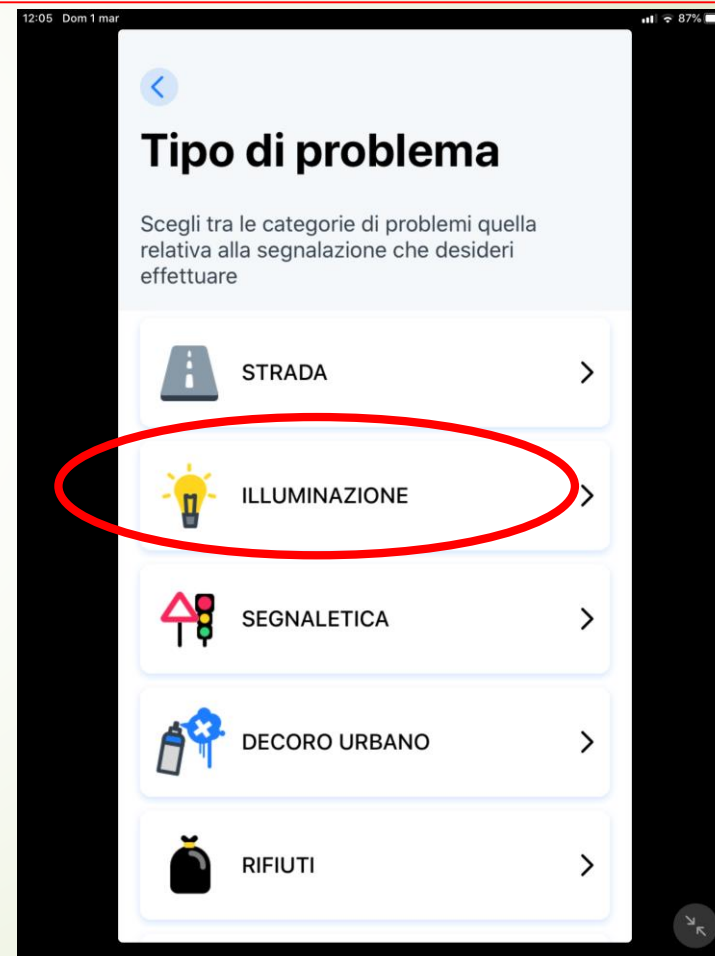 12:05 Dom 1 mar
87%
Tipo di problema
Scegli tra le categorie di problemi quella
relativa alla segnalazione che desideri
effettuare
STRADA
ILLUMINAZIONE
SEGNALETICA
DECORO URBANO
RIFIUTI